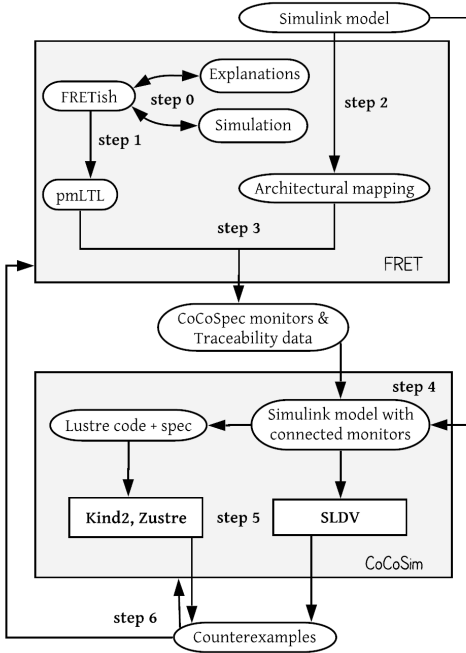 Simulink model
Explanations
FRETish
step 0
Simulation
step 1
step 2
pmLTL
Architectural mapping
step 3
FRET
CoCoSpec monitors &
Traceability data
step 4
Lustre code + spec
Simulink model with
connected monitors
Kind2, Zustre
step 5
SLDV
CoCoSim
step 6
Counterexamples